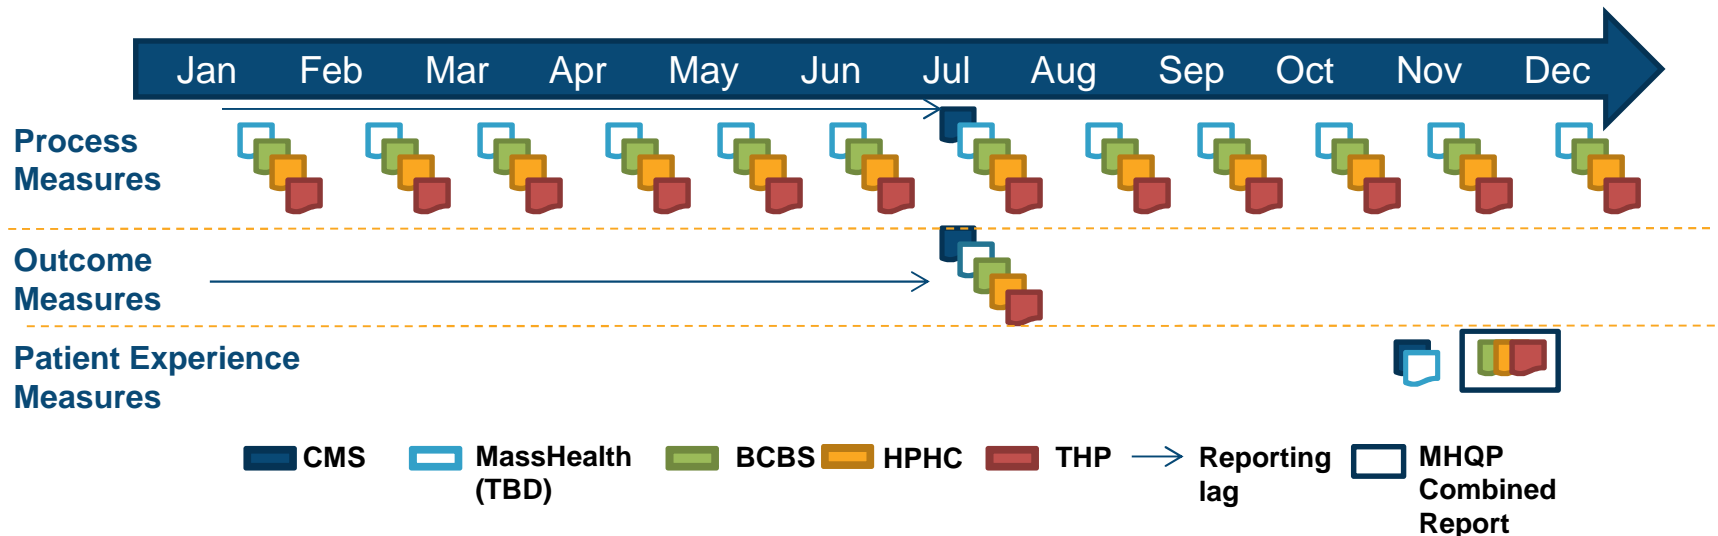 Jan Feb Mar Apr May Jun Jul Aug Sep Oct Nov Dec
Process
Measures
Outcome
Measures
Patient Experience
Measures
CMS
MassHealth
(TBD)
BCBS
HPHC
THP
Reporting
lag
MHQP
Combined
Report